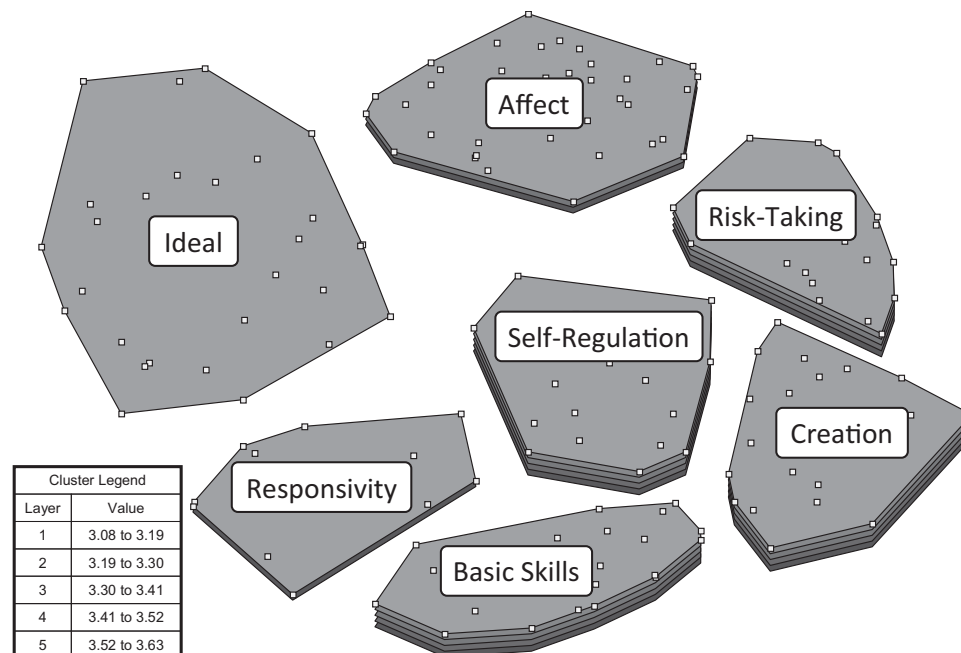 Affect
Risk-Taking
Ideal
Self-Regulation
Creation
Responsivity
Basic Skills
Cluster Legend
Layer Value
1 3.08 to 3.19
2 3.19 to 3.30
3 3.30 to 3.41
4 3.41 to 3.52
5 3.52 to 3.63